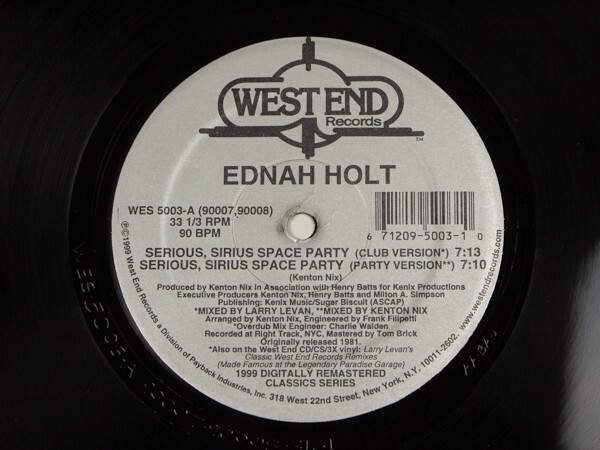 WEST END
Records
TM
EDNAH HOLT
WES 5003-A (90007,90008)
33 1/3 RPM
90 BPM
6 71209-5003-1 0
SERIOUS, SIRIUS SPACE PARTY (CLUB VERSION*) 7:13
SERIOUS, SIRIUS SPACE PARTY (PARTY VERSION**) 7:10
(Kenton Nix)
Produced by Kenton Nix in Association with Henry Batts for Kenix Productions
Executive Producers Kenton Nix, Henry Batts and Milton A. Simpson
Publishing: Kenix Music/Sugar Biscuit (ASCAP)
*MIXED BY LARRY LEVAN, **MIXED BY KENTON NIX
Arranged by Kenton Nix, Engineered by Frank Filipetti
*Overdub Mix Engineer: Charlie Walden
Recorded at Right Track, NYC, Mastered by Tom Brick
Originally released 1981.
*Also on the West End CD/CS/3X vinyl: Larry Levan's
Classic West End Records Remixes
(Made Famous at the Legendary Paradise Garage)
1999 DIGITALLY REMASTERED
CLASSICS SERIES
℗©1999 West End Records a Division of Payback Industries, Inc. 318 West 22nd Street, New York, N.Y. 10011-2602. www.westendrecords.com
WES 5003-A